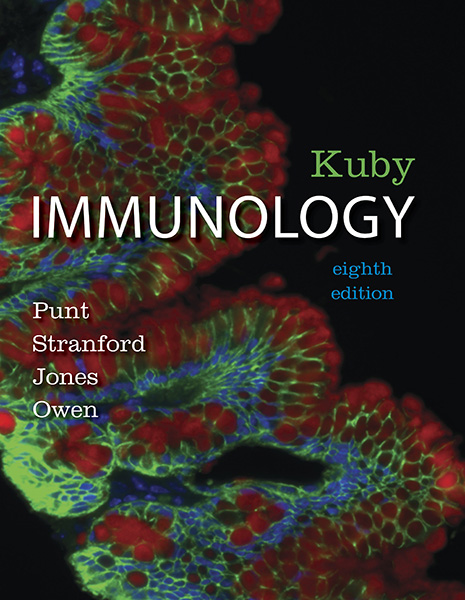 Kuby
IMMUNOLOGY
eighth
edition
Punt
Stranford
Jones
Owen